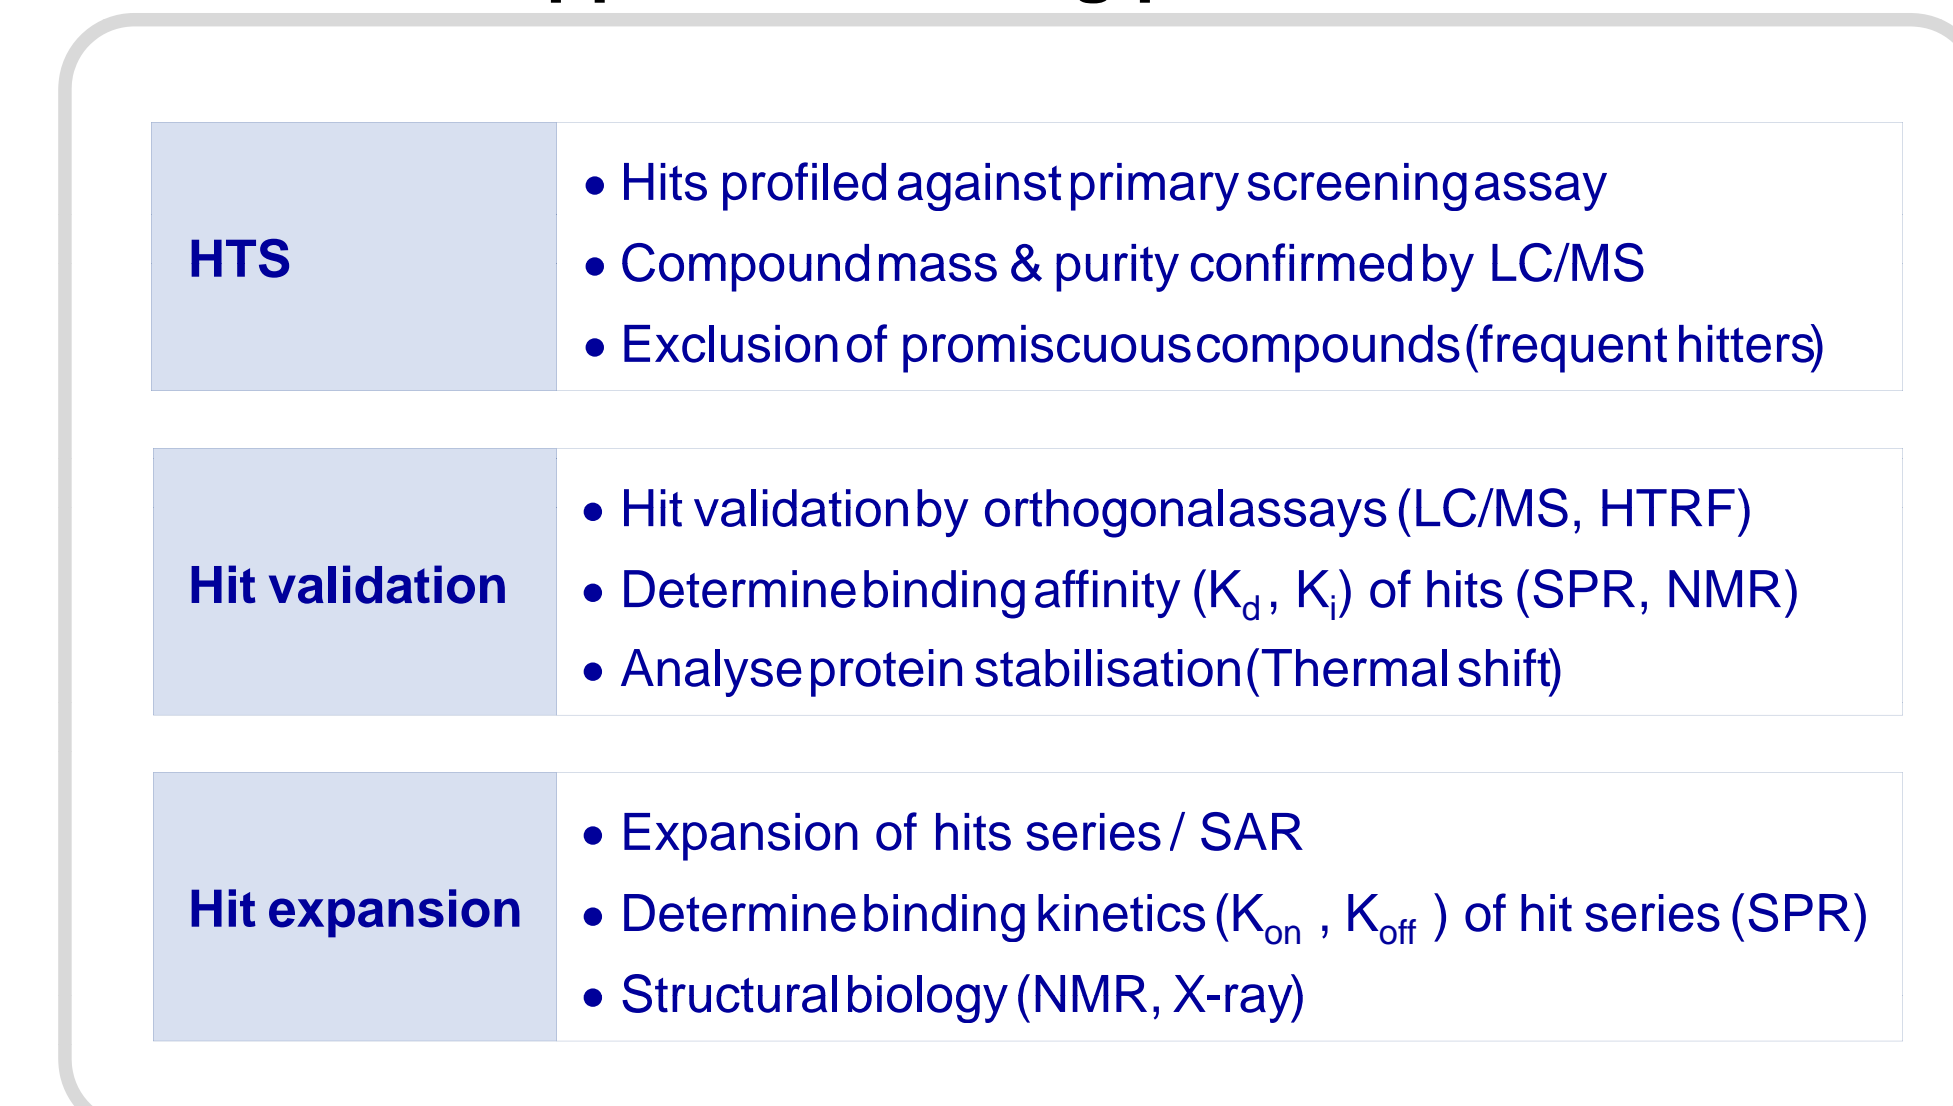 HTS
• Hits profiled against primary screening assay
• Compound mass & purity confirmed by LC/MS
• Exclusion of promiscuous compounds (frequent hitters)
Hit validation
• Hit validation by orthogonal assays (LC/MS, HTRF)
• Determine binding affinity (Kd, Ki) of hits (SPR, NMR)
• Analyse protein stabilisation (Thermal shift)
Hit expansion
• Expansion of hits series / SAR
• Determine binding kinetics (Kon , Koff ) of hit series (SPR)
• Structural biology (NMR, X-ray)